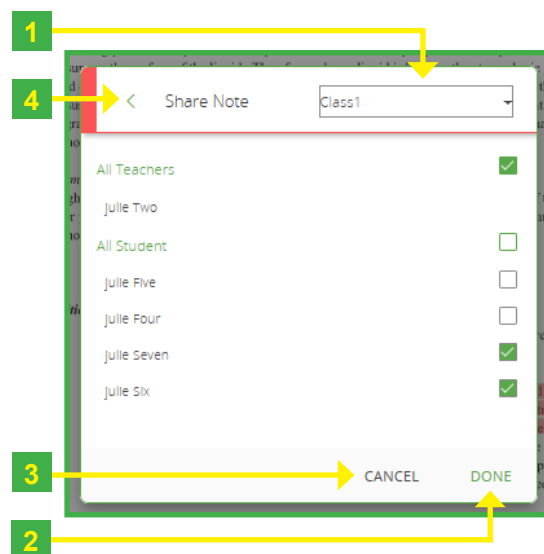 1
4
Share Note
Class1
All Teachers
Julie Two
All Student
Julie Five
Julie Four
Julie Seven
Julie Six
3
CANCEL
DONE
2